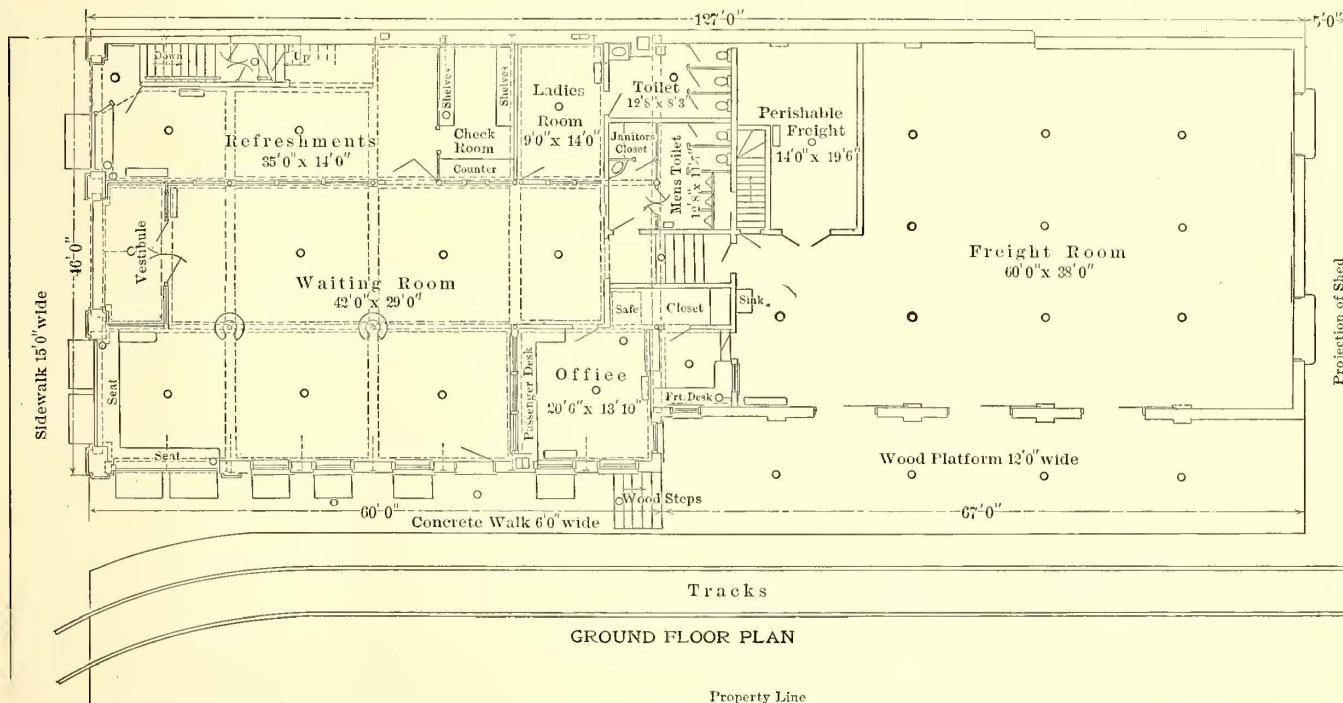 127'0"
5'0"
Down
Up
Shelves
Shelves
Ladies
Room
9'0" x 14'0"
Toilet
12'8" x 8'3"
Perishable
Freight
14'0" x 19'6"
Refreshments
35'0" x 14'0"
Check
Room
Counter
Janitors
Closet
Mens Toilet
46'0"
Vestibule
Waiting Room
42'0" x 29'0"
Freight Room
60'0" x 38'0"
Safe
Closet
Sink
Sidewalk 15'0" wide
Projection of Shed
Seat
Seat
Passenger Desk
Office
20'6" x 13'10"
Frt. Desk
Wood Platform 12'0" wide
Wood Steps
60'0"
67'0"
Concrete Walk 6'0" wide
Tracks
GROUND FLOOR PLAN
Property Line